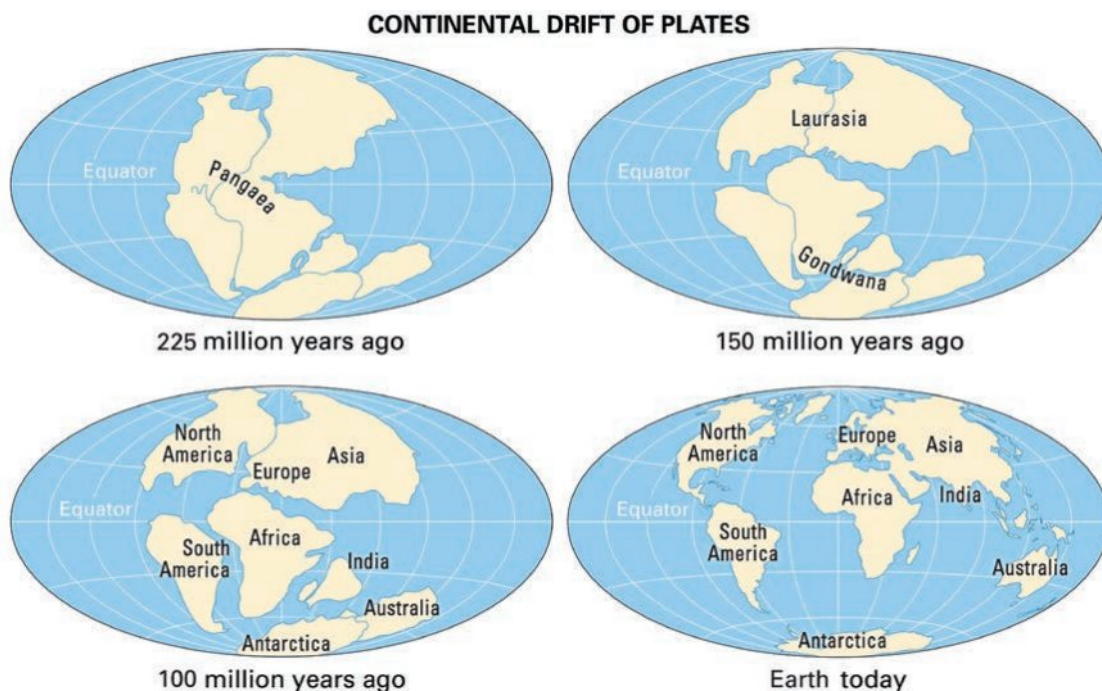 CONTINENTAL DRIFT OF PLATES
Equator
Pangaea
225 million years ago
Laurasia
Equator
Gondwana
150 million years ago
North
America
Europe
Asia
Equator
South
America
Africa
India
Australia
Antarctica
100 million years ago
North
America
Europe
Asia
Africa
India
Equator
South
America
Australia
Antarctica
Earth today